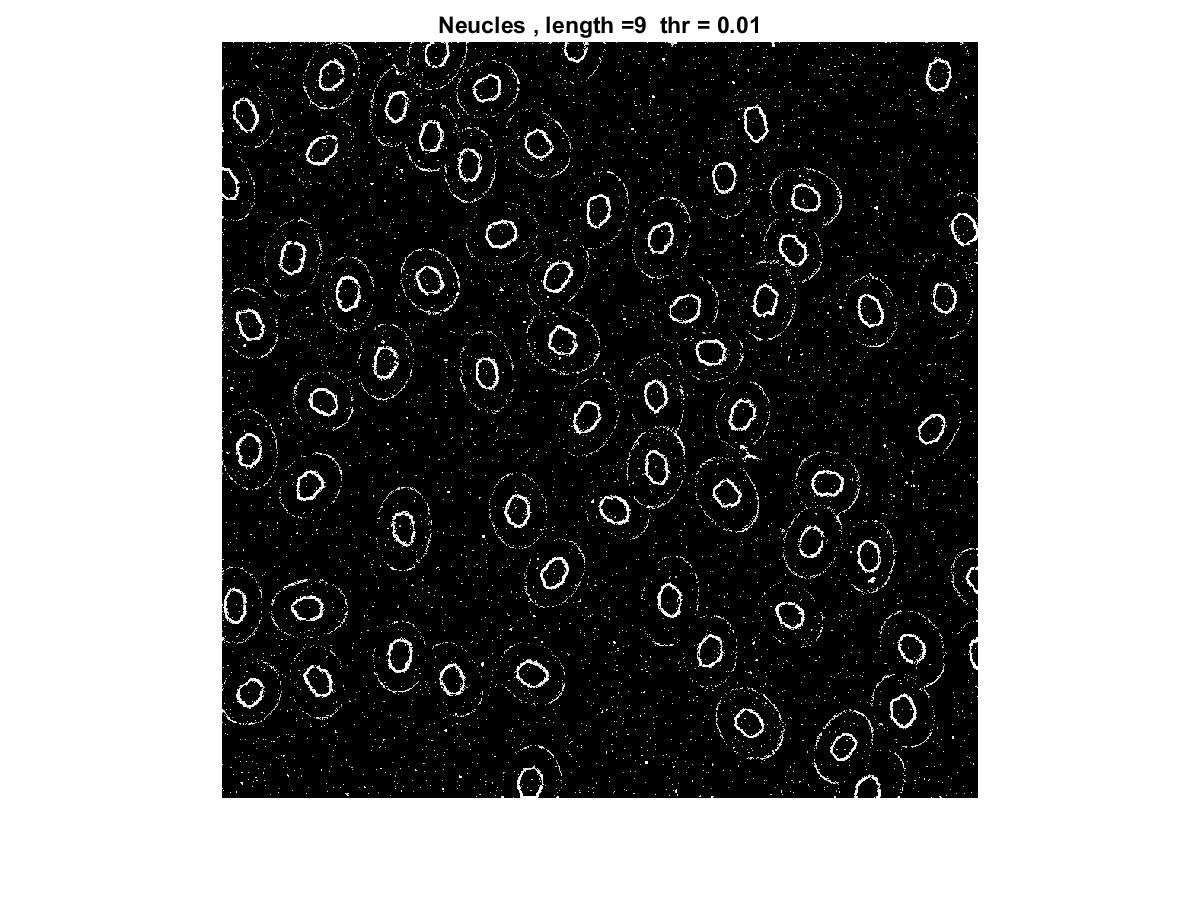 Neucles , length =9  thr = 0.01